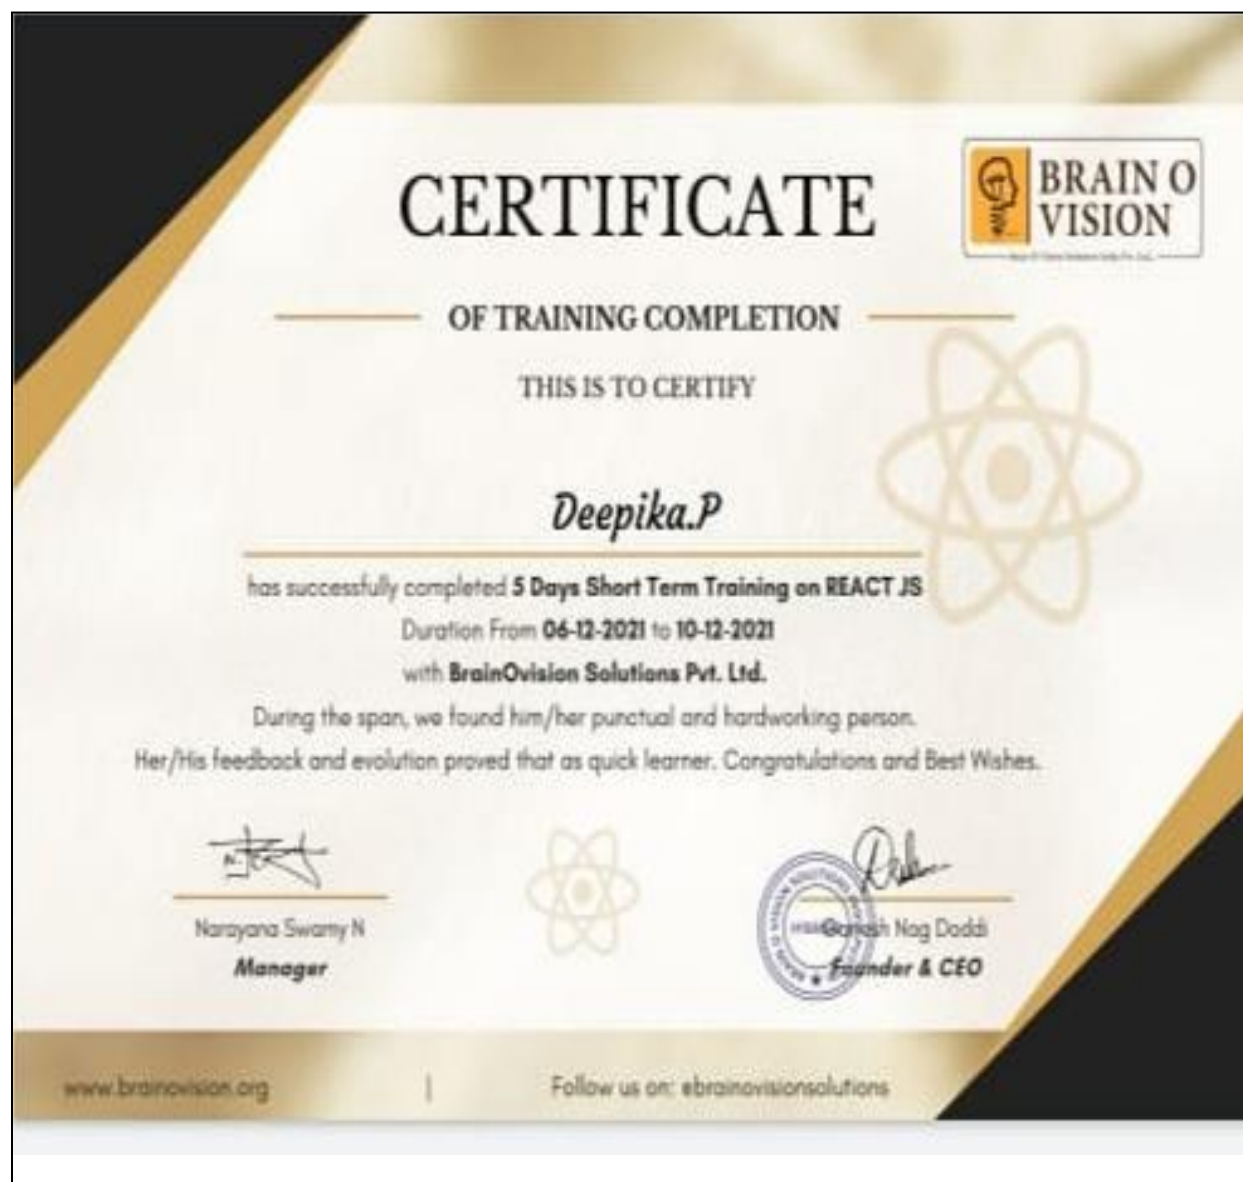 CERTIFICATE
BRAIN O
VISION
OF TRAINING COMPLETION
THIS IS TO CERTIFY
Deepika.P
has successfully completed 5 Days Short Term Training on REACT JS
Duration From 06-12-2021 to 10-12-2021
with BrainOvision Solutions Pvt. Ltd.
During the span, we found him/her punctual and hardworking person.
Her/His feedback and evolution proved that as quick learner. Congratulations and Best Wishes.
Narayana Swamy N
Manager
Ganesh Nag Doddi
Founder & CEO
www.brainovision.org | Follow us on: ebrainovisionsolutions